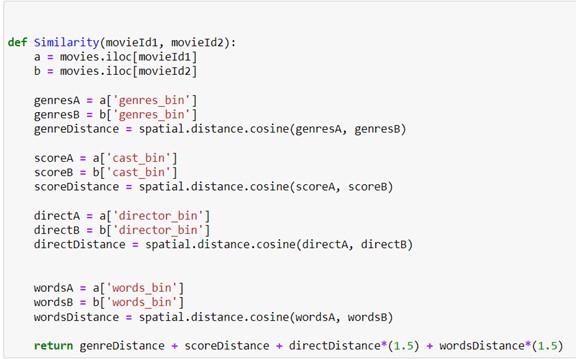 def Similarity(movieId1, movieId2):
    a = movies.iloc[movieId1]
    b = movies.iloc[movieId2]
    genresA = a['genres_bin']
    genresB = b['genres_bin']
    genreDistance = spatial.distance.cosine(genresA, genresB)
    scoreA = a['cast_bin']
    scoreB = b['cast_bin']
    scoreDistance = spatial.distance.cosine(scoreA, scoreB)
    directA = a['director_bin']
    directB = b['director_bin']
    directDistance = spatial.distance.cosine(directA, directB)
    wordsA = a['words_bin']
    wordsB = b['words_bin']
    wordsDistance = spatial.distance.cosine(wordsA, wordsB)
    return genreDistance + scoreDistance + directDistance*(1.5) + wordsDistance*(1.5)